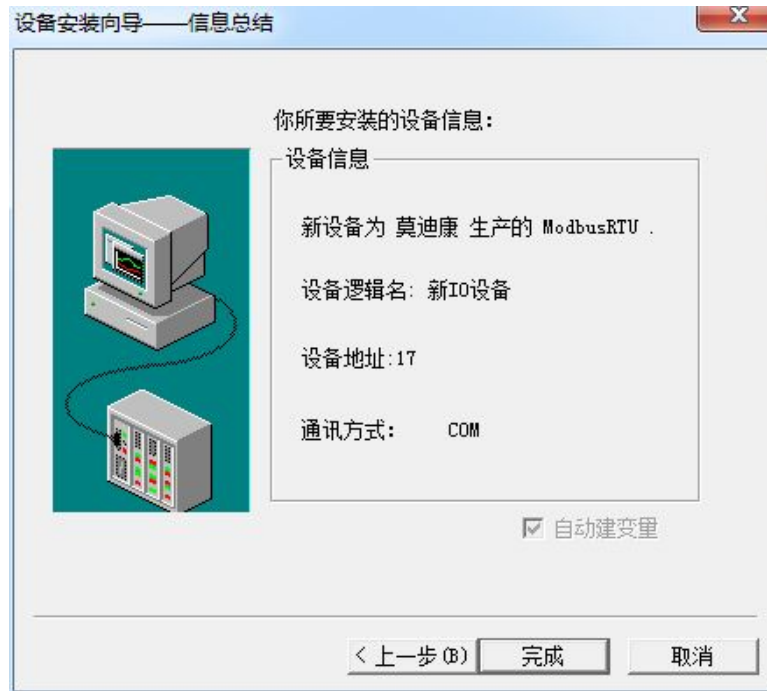 设备安装向导——信息总结
你所要安装的设备信息：
设备信息
新设备为 莫迪康 生产的 ModbusRTU .
设备逻辑名: 新IO设备
设备地址:17
通讯方式： COM
自动建变量
< 上一步(B) 完成 取消